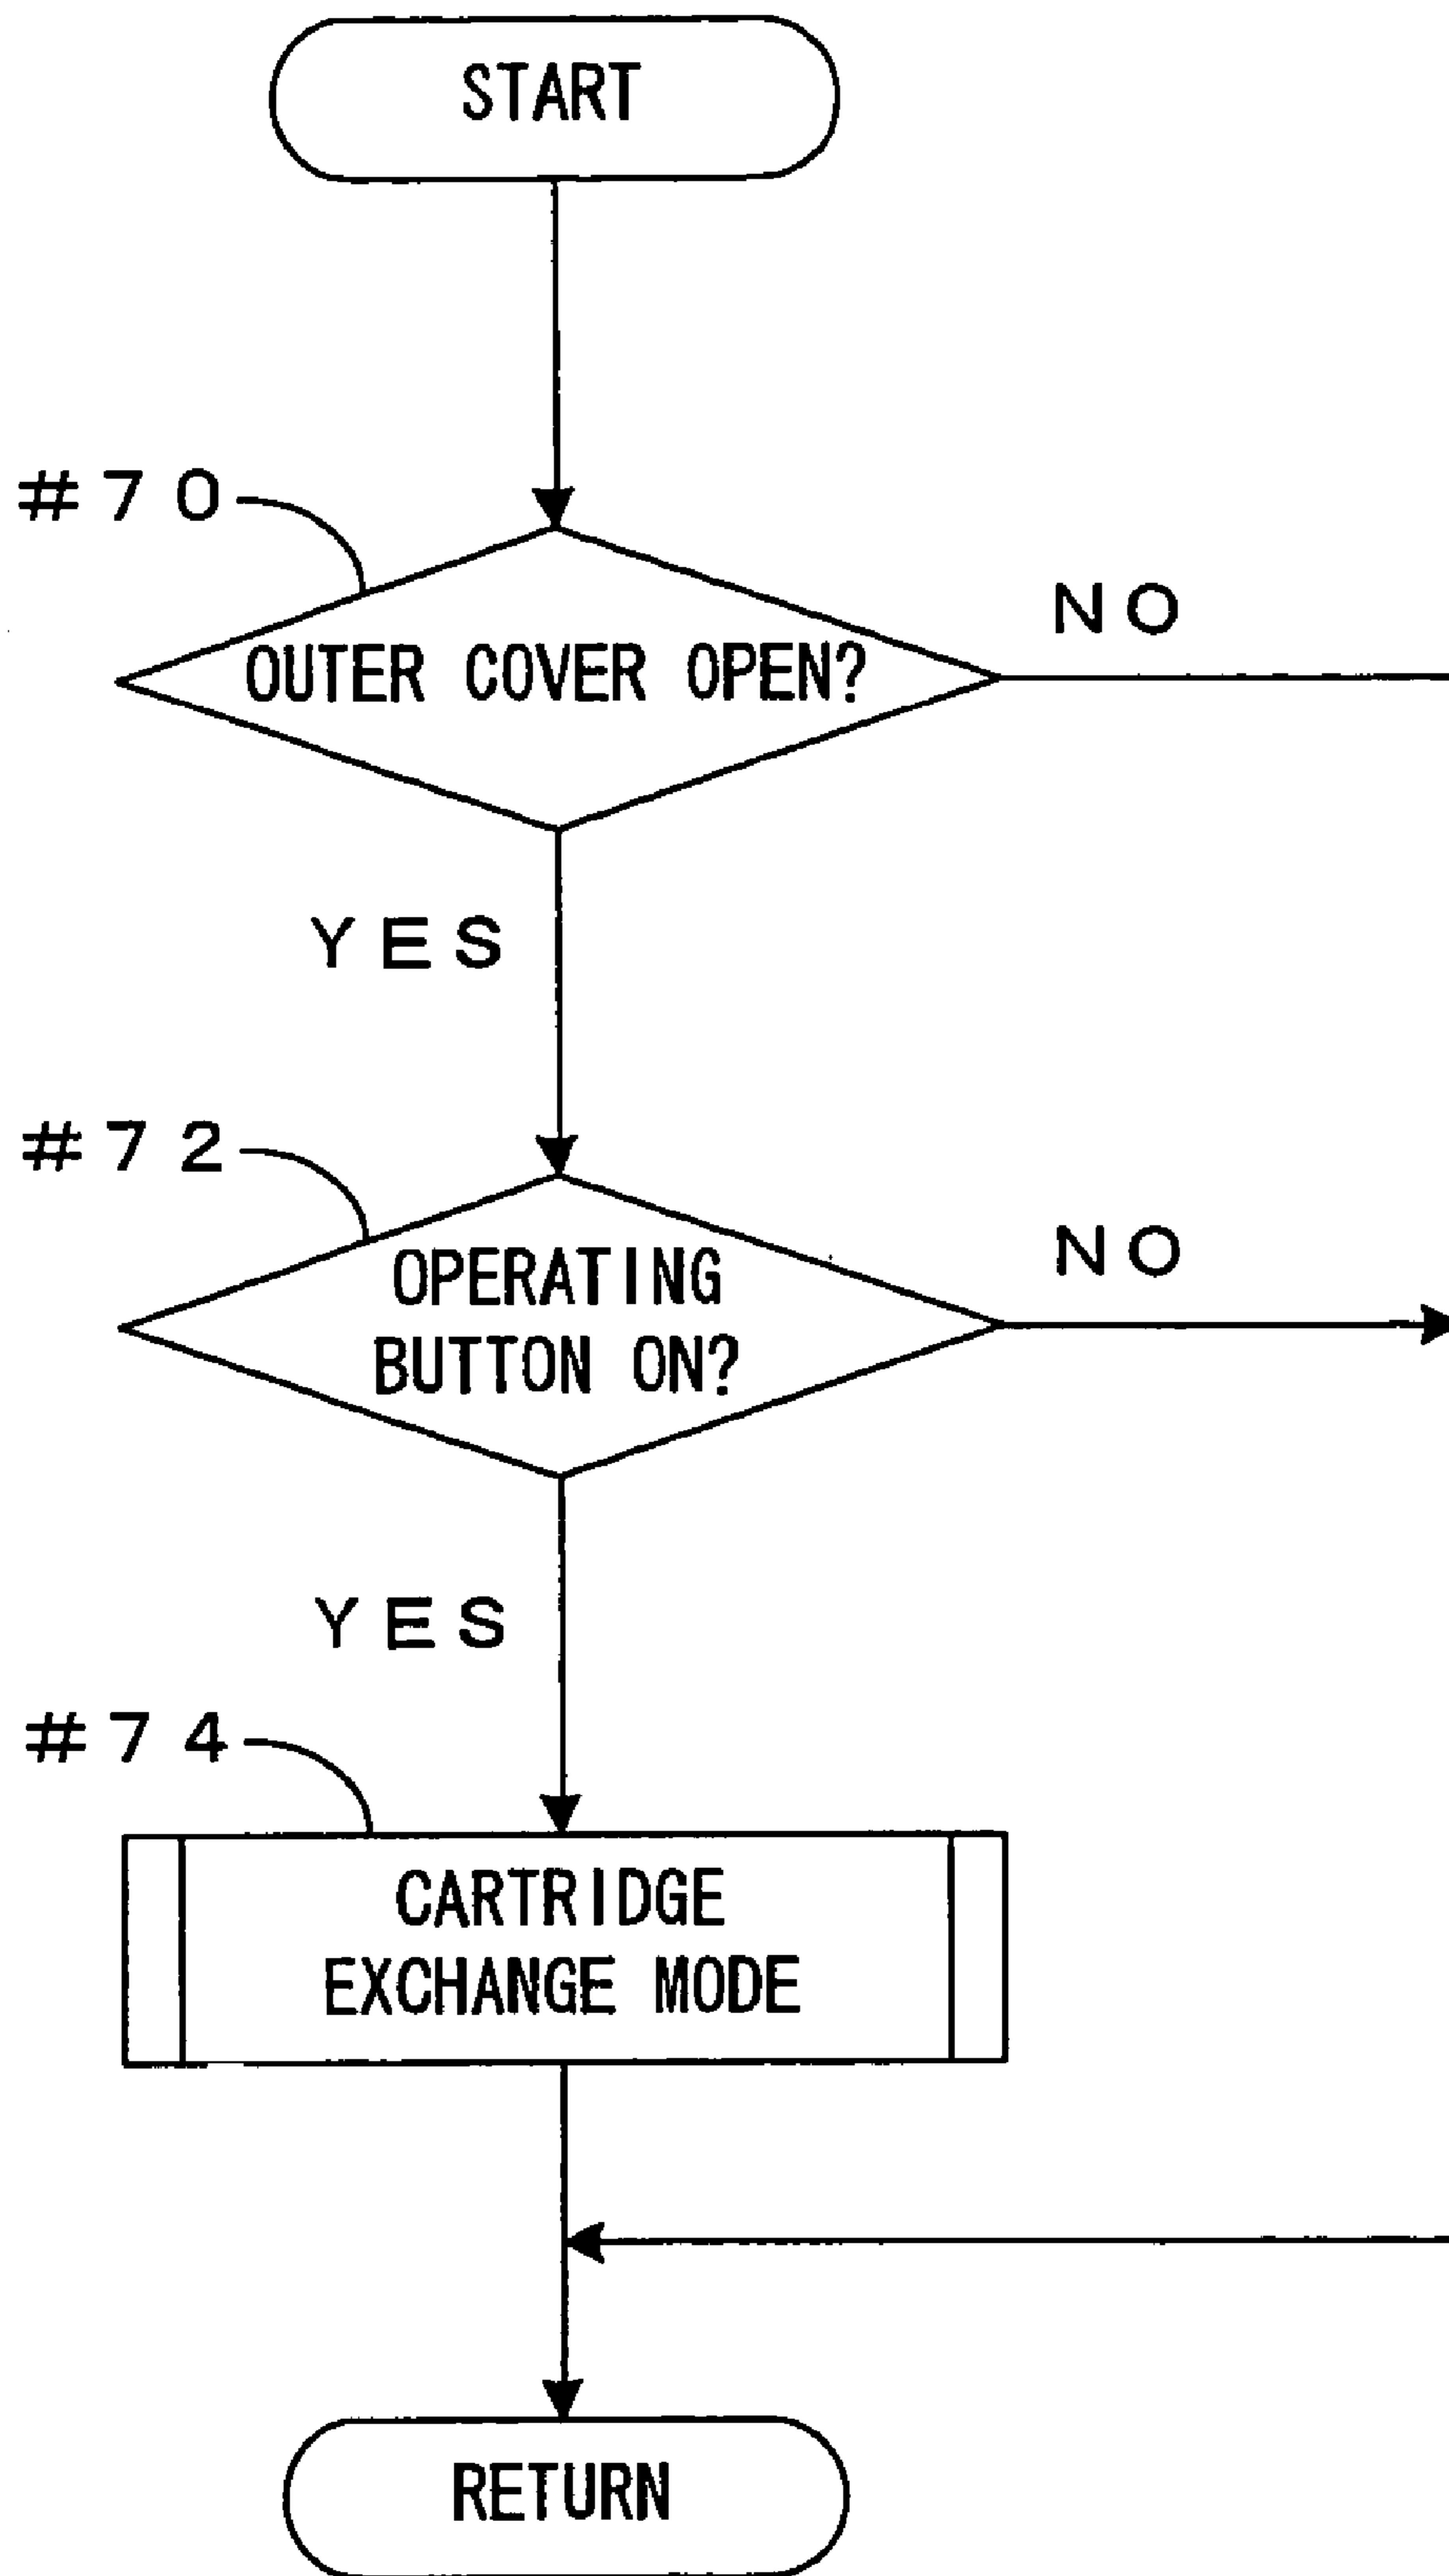 START
#70
NO
OUTER COVER OPEN?
YES
#72
NO
OPERATING
BUTTON ON?
YES
#74
CARTRIDGE
EXCHANGE MODE
RETURN